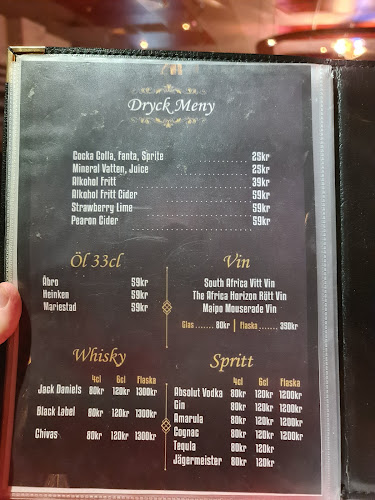 Dryck Meny
Cocka Colla, Fanta, Sprite ............ 25kr
Mineral Vatten, Juice ............ 25kr
Alkohol fritt ............ 39kr
Alkohol fritt Cider ............ 59kr
Strawberry Lime ............ 59kr
Pearon Cider ............ 59kr
Öl 33cl
Åbro 59kr
Heinken 59kr
Mariestad 59kr
Vin
South Africa Vitt Vin
The Africa Horizon Rött Vin
Maipo Mouserade Vin
Glas ....... 80kr | Flaska ....... 350kr
Whisky
4cl 6cl Flaska
Jack Daniels 80kr 120kr 1300kr
Black Label 80kr 120kr 1300kr
Chivas 80kr 120kr 1300kr
Spritt
4cl 6cl Flaska
Absolut Vodka 80kr 120kr 1200kr
Gin 80kr 120kr 1200kr
Amarula 80kr 120kr 1200kr
Cognac 80kr 120kr 1200kr
Tequla 80kr 120kr
Jägermeister 80kr 120kr